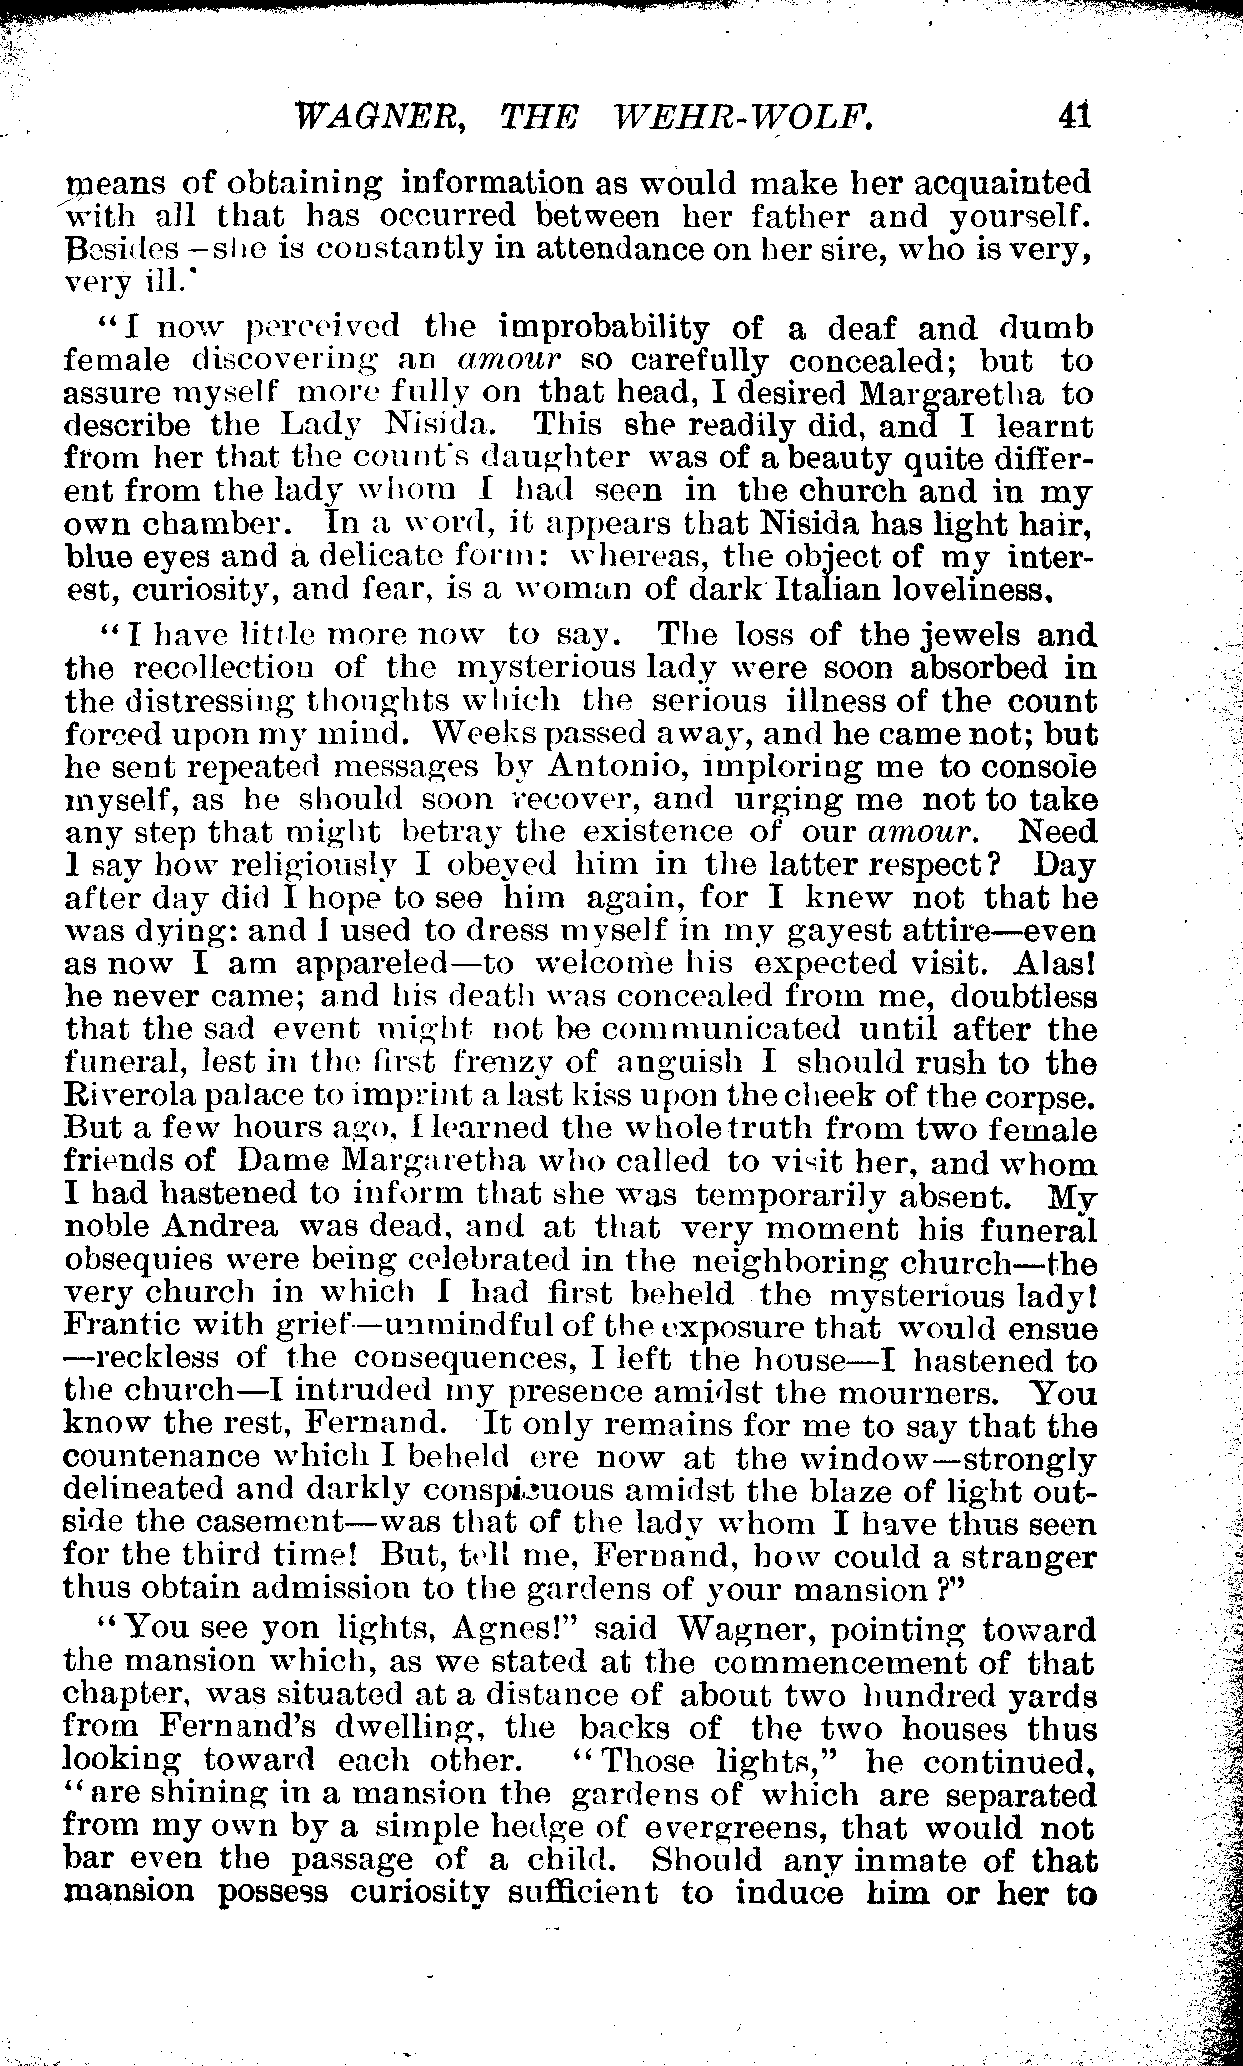 WAGNER, THE WEHR-WOLF. 41
means of obtaining information as would make her acquainted
with all that has occurred between her father and yourself.
Besides—she is constantly in attendance on her sire, who is very,
very ill.'
"I now perceived the improbability of a deaf and dumb
female discovering an amour so carefully concealed; but to
assure myself more fully on that head, I desired Margaretha to
describe the Lady Nisida. This she readily did, and I learnt
from her that the count's daughter was of a beauty quite differ-
ent from the lady whom I had seen in the church and in my
own chamber. In a word, it appears that Nisida has light hair,
blue eyes and a delicate form: whereas, the object of my inter-
est, curiosity, and fear, is a woman of dark Italian loveliness.
"I have little more now to say. The loss of the jewels and
the recollection of the mysterious lady were soon absorbed in
the distressing thoughts which the serious illness of the count
forced upon my mind. Weeks passed away, and he came not; but
he sent repeated messages by Antonio, imploring me to console
myself, as he should soon recover, and urging me not to take
any step that might betray the existence of our amour. Need
I say how religiously I obeyed him in the latter respect? Day
after day did I hope to see him again, for I knew not that he
was dying: and I used to dress myself in my gayest attire—even
as now I am appareled—to welcome his expected visit. Alas!
he never came; and his death was concealed from me, doubtless
that the sad event might not be communicated until after the
funeral, lest in the first frenzy of anguish I should rush to the
Riverola palace to imprint a last kiss upon the cheek of the corpse.
But a few hours ago, I learned the whole truth from two female
friends of Dame Margaretha who called to visit her, and whom
I had hastened to inform that she was temporarily absent. My
noble Andrea was dead, and at that very moment his funeral
obsequies were being celebrated in the neighboring church—the
very church in which I had first beheld the mysterious lady!
Frantic with grief—unmindful of the exposure that would ensue
—reckless of the consequences, I left the house—I hastened to
the church—I intruded my presence amidst the mourners. You
know the rest, Fernand. It only remains for me to say that the
countenance which I beheld ere now at the window—strongly
delineated and darkly conspicuous amidst the blaze of light out-
side the casement—was that of the lady whom I have thus seen
for the third time! But, tell me, Fernand, how could a stranger
thus obtain admission to the gardens of your mansion?"
"You see yon lights, Agnes!" said Wagner, pointing toward
the mansion which, as we stated at the commencement of that
chapter, was situated at a distance of about two hundred yards
from Fernand's dwelling, the backs of the two houses thus
looking toward each other. "Those lights," he continued,
"are shining in a mansion the gardens of which are separated
from my own by a simple hedge of evergreens, that would not
bar even the passage of a child. Should any inmate of that
mansion possess curiosity sufficient to induce him or her to